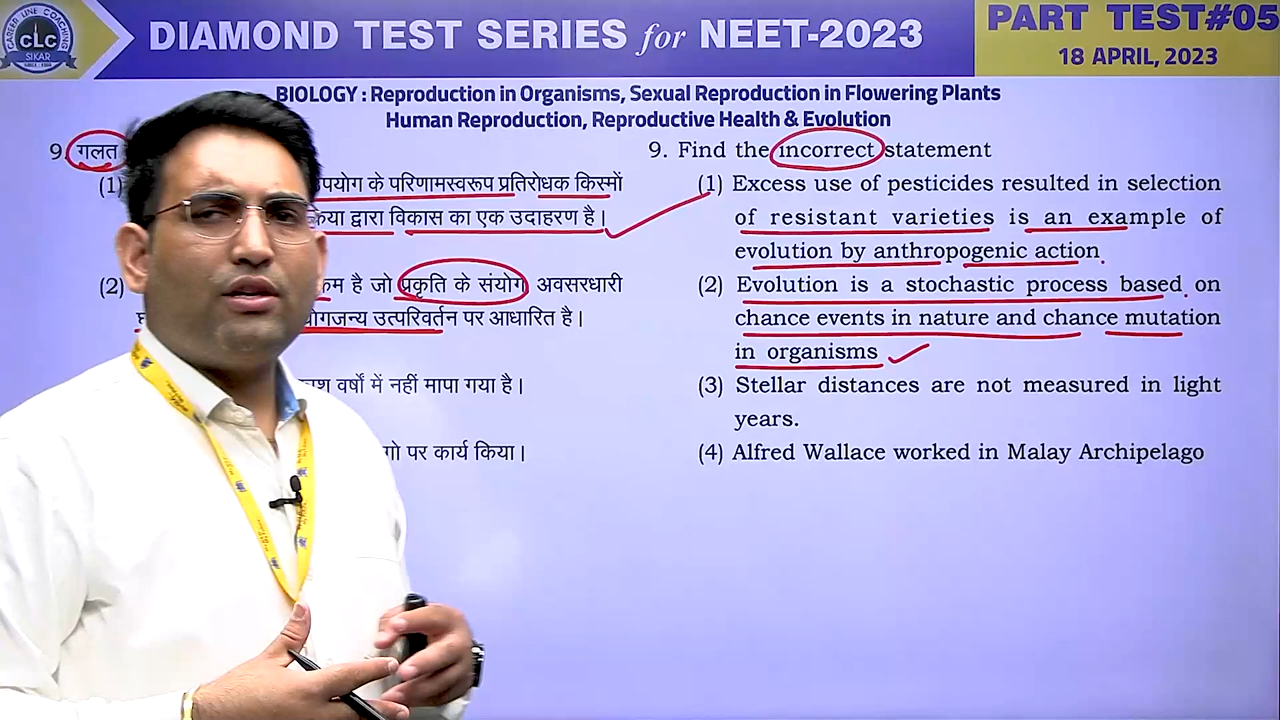 CAREER LINE COACHING
CLC
SIKAR
DIAMOND TEST SERIES for NEET-2023
PART TEST#05
18 APRIL, 2023
BIOLOGY : Reproduction in Organisms, Sexual Reproduction in Flowering Plants
Human Reproduction, Reproductive Health & Evolution
9. गलत
(1) उपयोग के परिणामस्वरूप प्रतिरोधक किस्मों
द्वारा विकास का एक उदाहरण है।
(2) है जो प्रकृति के संयोग अवसरधारी
उत्परिवर्तन पर आधारित है।
वर्षों में नहीं मापा गया है।
पर कार्य किया।
9. Find the incorrect statement
(1) Excess use of pesticides resulted in selection
of resistant varieties is an example of
evolution by anthropogenic action.
(2) Evolution is a stochastic process based on
chance events in nature and chance mutation
in organisms
(3) Stellar distances are not measured in light
years.
(4) Alfred Wallace worked in Malay Archipelago